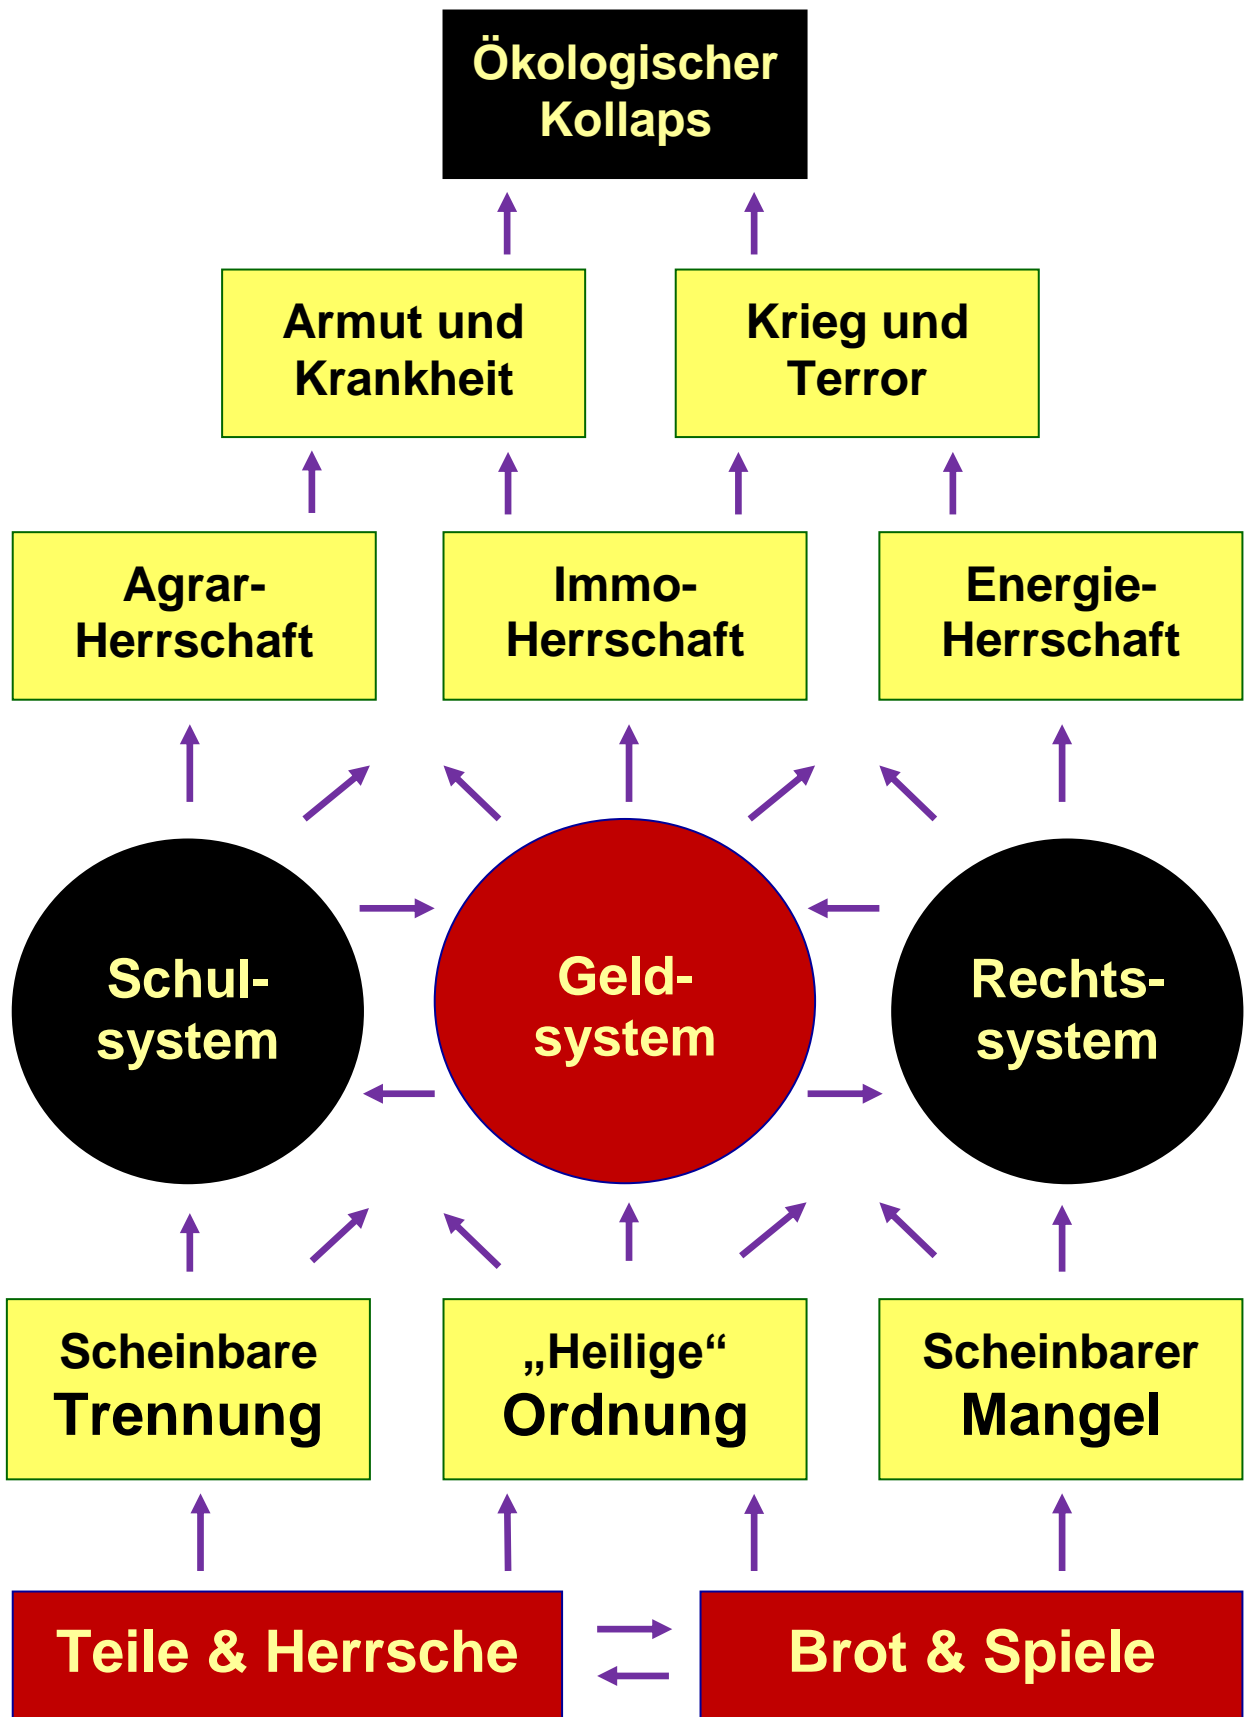 Ökologischer
Kollaps
Armut und
Krankheit
Krieg und
Terror
Agrar-
Herrschaft
Immo-
Herrschaft
Energie-
Herrschaft
Schul-
system
Geld-
system
Rechts-
system
Scheinbare
Trennung
„Heilige“
Ordnung
Scheinbarer
Mangel
Teile & Herrsche
Brot & Spiele